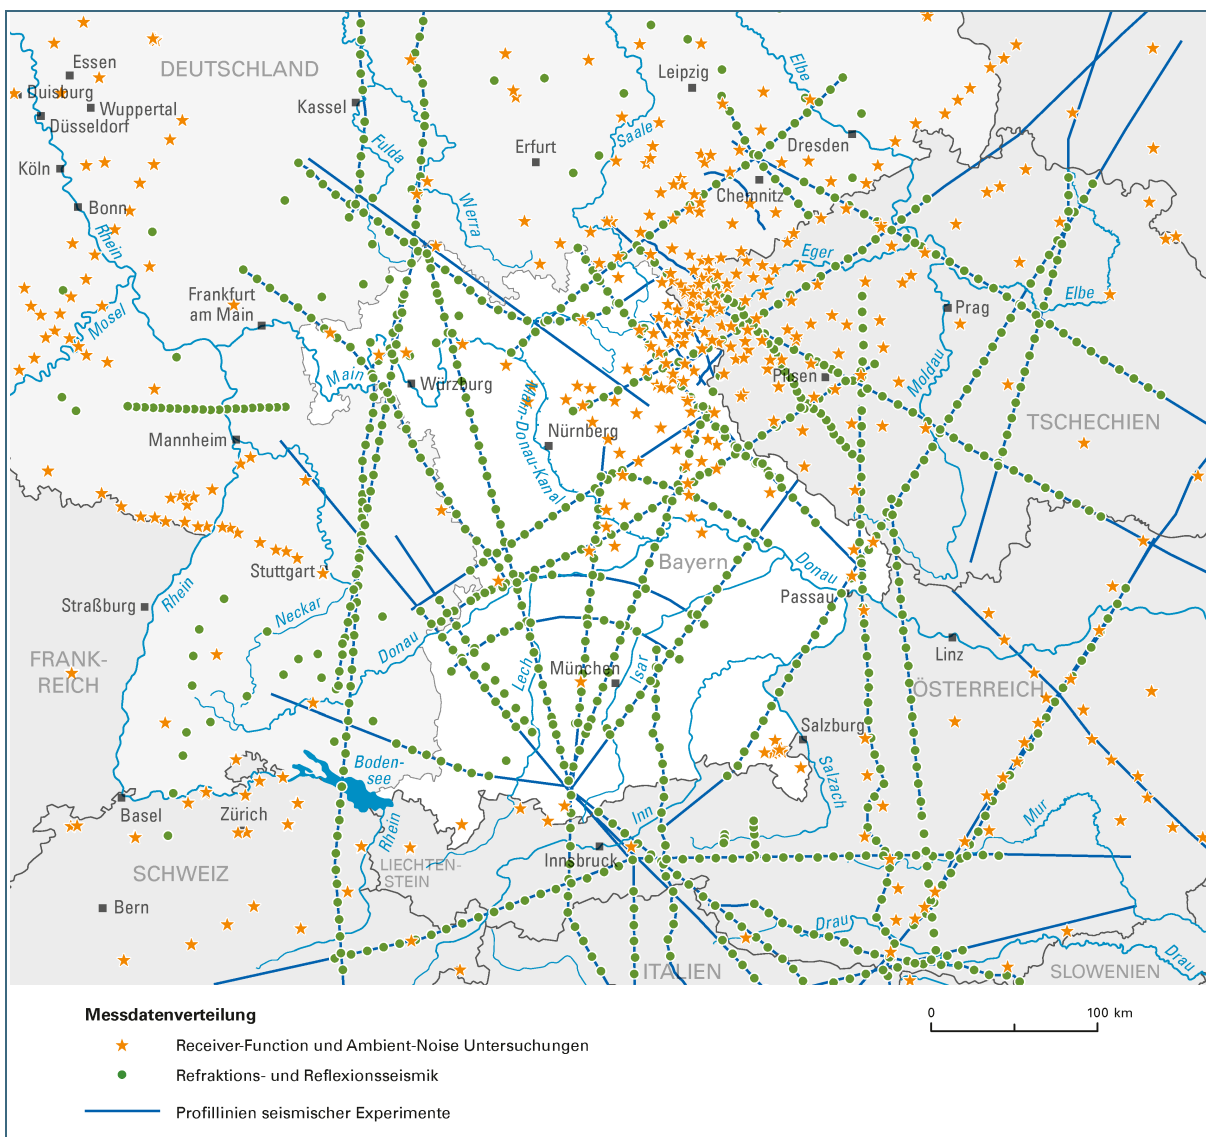 DEUTSCHLAND
Essen
Duisburg
Wuppertal
Düsseldorf
Köln
Bonn
Rhein
Mosel
Kassel
Fulda
Werra
Erfurt
Saale
Leipzig
Elbe
Dresden
Chemnitz
Eger
Elbe
Prag
Moldau
Pilsen
TSCHECHIEN
Frankfurt
am Main
Main
Würzburg
Main-Donau-Kanal
Nürnberg
Mannheim
Stuttgart
Neckar
Straßburg
Rhein
FRANK-
REICH
Donau
Bayern
Donau
Passau
Linz
ÖSTERREICH
Lech
München
Isar
Salzburg
Salzach
Boden-
see
Basel
Zürich
Rhein
Inn
Innsbruck
Mur
SCHWEIZ
LIECHTEN-
STEIN
Bern
Drau
Drau
ITALIEN
SLOWENIEN
Messdatenverteilung
Receiver-Function und Ambient-Noise Untersuchungen
Refraktions- und Reflexionsseismik
Profillinien seismischer Experimente
0 100 km